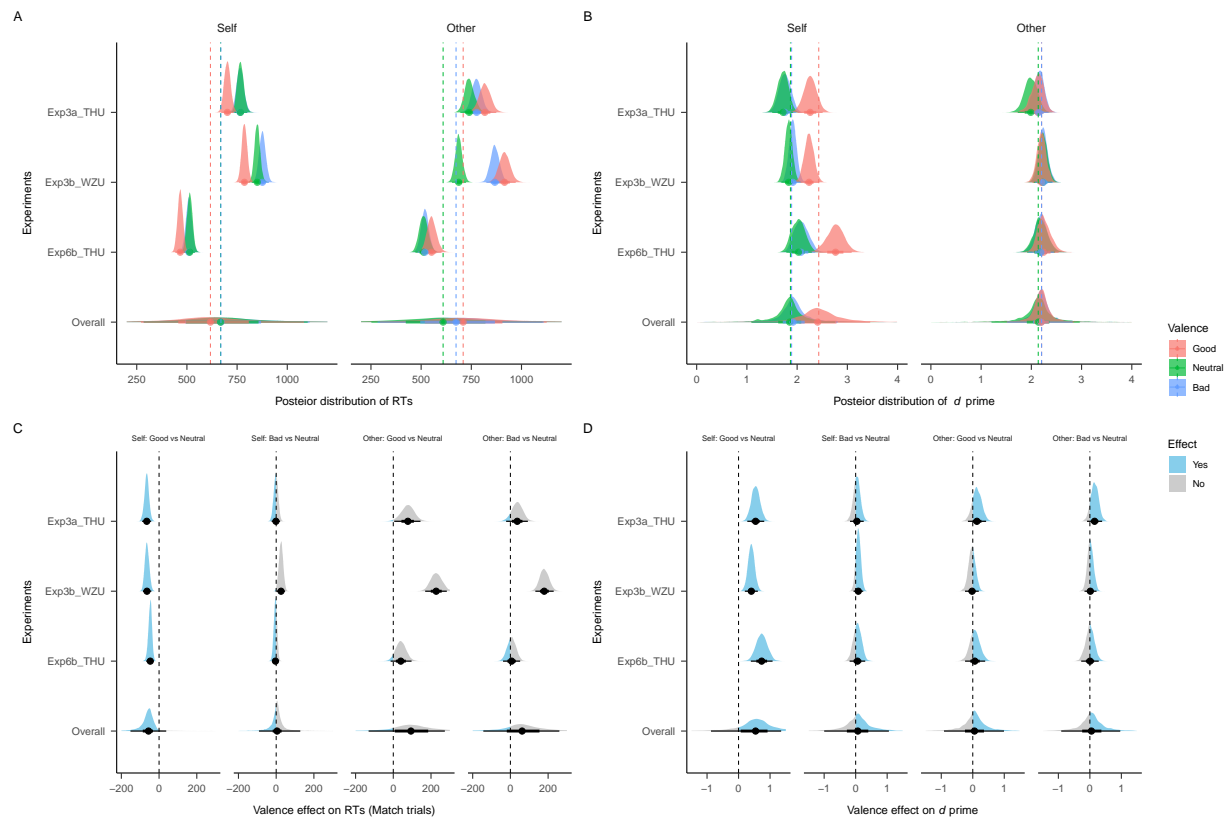 A
Self
Other
Exp3a_THU
Exp3b_WZU
Exp6b_THU
Overall
Experiments
250 500 750 1000
250 500 750 1000
Posterior distribution of RTs
B
Self
Other
Exp3a_THU
Exp3b_WZU
Exp6b_THU
Overall
Experiments
0 1 2 3 4
0 1 2 3 4
Posterior distribution of d prime
Valence
Good
Neutral
Bad
C
Self: Good vs Neutral
Self: Bad vs Neutral
Other: Good vs Neutral
Other: Bad vs Neutral
Exp3a_THU
Exp3b_WZU
Exp6b_THU
Overall
Experiments
−200 0 200
−200 0 200
−200 0 200
−200 0 200
Valence effect on RTs (Match trials)
D
Self: Good vs Neutral
Self: Bad vs Neutral
Other: Good vs Neutral
Other: Bad vs Neutral
Exp3a_THU
Exp3b_WZU
Exp6b_THU
Overall
Experiments
−1 0 1
−1 0 1
−1 0 1
−1 0 1
Valence effect on d prime
Effect
Yes
No